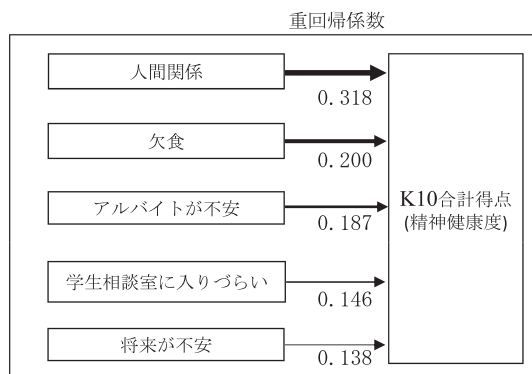 重回帰係数
人間関係
0.318
欠食
0.200
アルバイトが不安
0.187
学生相談室に入りづらい
0.146
将来が不安
0.138
K10合計得点
(精神健康度)